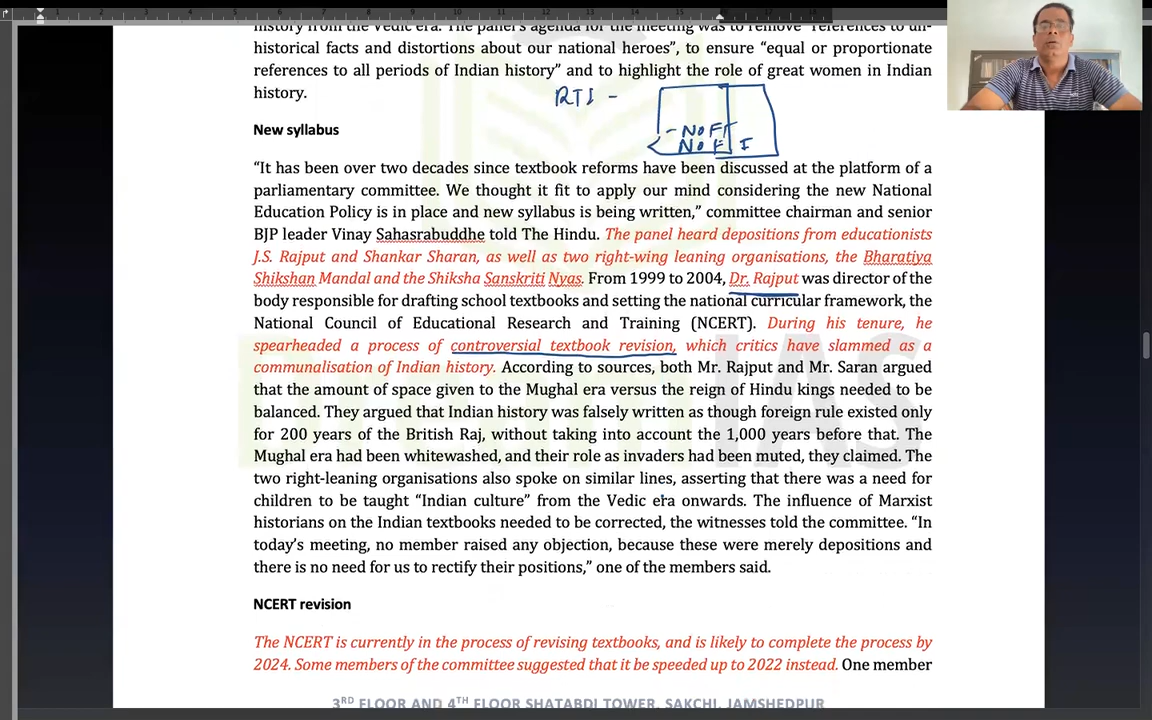 history from the Vedic era. The panel's agenda for the meeting was to remove "references to un-
historical facts and distortions about our national heroes", to ensure "equal or proportionate
references to all periods of Indian history" and to highlight the role of great women in Indian
history.
RTI -
New syllabus
"It has been over two decades since textbook reforms have been discussed at the platform of a
parliamentary committee. We thought it fit to apply our mind considering the new National
Education Policy is in place and new syllabus is being written," committee chairman and senior
BJP leader Vinay Sahasrabuddhe told The Hindu. The panel heard depositions from educationists
J.S. Rajput and Shankar Sharan, as well as two right-wing leaning organisations, the Bharatiya
Shikshan Mandal and the Shiksha Sanskriti Nyas. From 1999 to 2004, Dr. Rajput was director of the
body responsible for drafting school textbooks and setting the national curricular framework, the
National Council of Educational Research and Training (NCERT). During his tenure, he
spearheaded a process of controversial textbook revision, which critics have slammed as a
communalisation of Indian history. According to sources, both Mr. Rajput and Mr. Saran argued
that the amount of space given to the Mughal era versus the reign of Hindu kings needed to be
balanced. They argued that Indian history was falsely written as though foreign rule existed only
for 200 years of the British Raj, without taking into account the 1,000 years before that. The
Mughal era had been whitewashed, and their role as invaders had been muted, they claimed. The
two right-leaning organisations also spoke on similar lines, asserting that there was a need for
children to be taught "Indian culture" from the Vedic era onwards. The influence of Marxist
historians on the Indian textbooks needed to be corrected, the witnesses told the committee. "In
today's meeting, no member raised any objection, because these were merely depositions and
there is no need for us to rectify their positions," one of the members said.
NCERT revision
The NCERT is currently in the process of revising textbooks, and is likely to complete the process by
2024. Some members of the committee suggested that it be speeded up to 2022 instead. One member
3RD FLOOR AND 4TH FLOOR SHATABDI TOWER, SAKCHI, JAMSHEDPUR